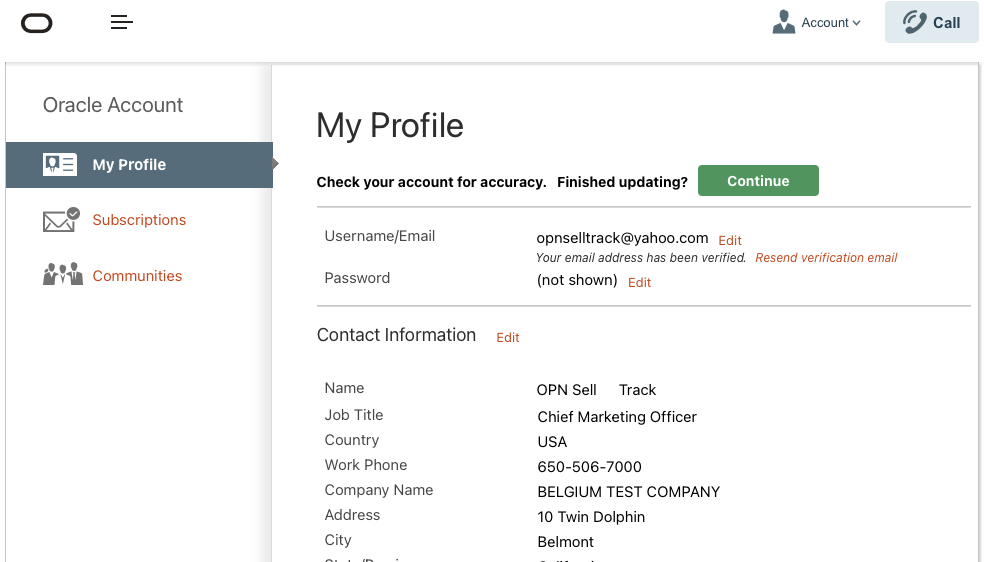 Account
Call
Oracle Account
My Profile
Subscriptions
Communities
My Profile
Check your account for accuracy. Finished updating? Continue
Username/Email opnselltrack@yahoo.com Edit
Your email address has been verified. Resend verification email
Password (not shown) Edit
Contact Information Edit
Name OPN Sell Track
Job Title Chief Marketing Officer
Country USA
Work Phone 650-506-7000
Company Name BELGIUM TEST COMPANY
Address 10 Twin Dolphin
City Belmont